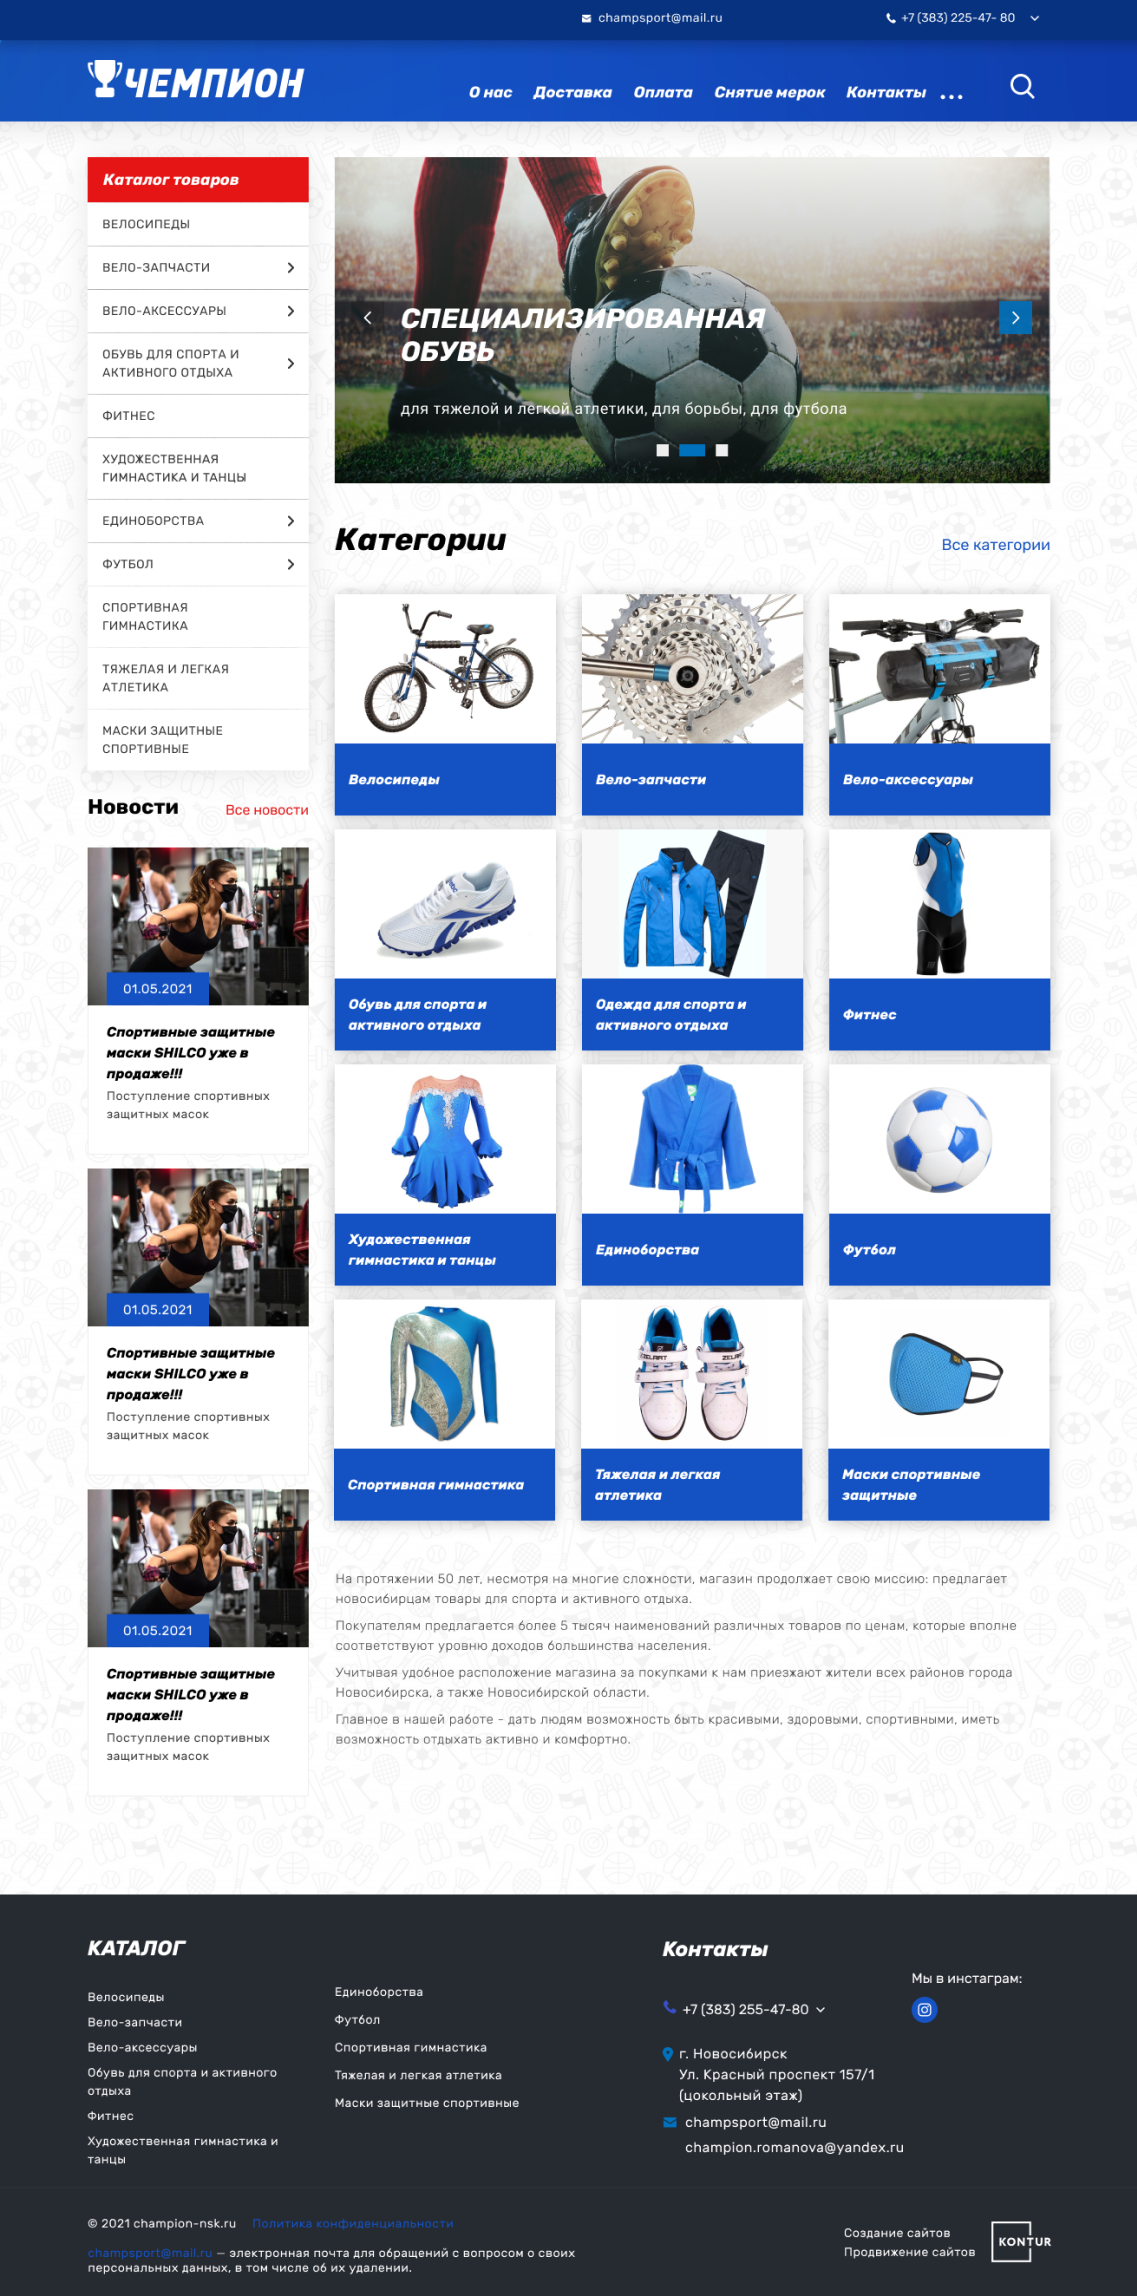 champsport@mail.ru
+7 (383) 225-47- 80
ЧЕМПИОН
О нас
Доставка
Оплата
Снятие мерок
Контакты
...
Каталог товаров
ВЕЛОСИПЕДЫ
ВЕЛО-ЗАПЧАСТИ
ВЕЛО-АКСЕССУАРЫ
ОБУВЬ ДЛЯ СПОРТА И
АКТИВНОГО ОТДЫХА
ФИТНЕС
ХУДОЖЕСТВЕННАЯ
ГИМНАСТИКА И ТАНЦЫ
ЕДИНОБОРСТВА
ФУТБОЛ
СПОРТИВНАЯ
ГИМНАСТИКА
ТЯЖЕЛАЯ И ЛЕГКАЯ
АТЛЕТИКА
МАСКИ ЗАЩИТНЫЕ
СПОРТИВНЫЕ
СПЕЦИАЛИЗИРОВАННАЯ
ОБУВЬ
для тяжелой и легкой атлетики, для борьбы, для футбола
Категории
Все категории
Велосипеды
Вело-запчасти
Вело-аксессуары
Обувь для спорта и
активного отдыха
Одежда для спорта и
активного отдыха
Фитнес
Художественная
гимнастика и танцы
Единоборства
Футбол
ZELART
ZELART
Спортивная гимнастика
Тяжелая и легкая
атлетика
Маски спортивные
защитные
Новости
Все новости
01.05.2021
Спортивные защитные
маски SHILCO уже в
продаже!!!
Поступление спортивных
защитных масок
01.05.2021
Спортивные защитные
маски SHILCO уже в
продаже!!!
Поступление спортивных
защитных масок
01.05.2021
Спортивные защитные
маски SHILCO уже в
продаже!!!
Поступление спортивных
защитных масок
На протяжении 50 лет, несмотря на многие сложности, магазин продолжает свою миссию: предлагает
новосибирцам товары для спорта и активного отдыха.
Покупателям предлагается более 5 тысяч наименований различных товаров по ценам, которые вполне
соответствуют уровню доходов большинства населения.
Учитывая удобное расположение магазина за покупками к нам приезжают жители всех районов города
Новосибирска, а также Новосибирской области.
Главное в нашей работе - дать людям возможность быть красивыми, здоровыми, спортивными, иметь
возможность отдыхать активно и комфортно.
КАТАЛОГ
Велосипеды
Вело-запчасти
Вело-аксессуары
Обувь для спорта и активного
отдыха
Фитнес
Художественная гимнастика и
танцы
Единоборства
Футбол
Спортивная гимнастика
Тяжелая и легкая атлетика
Маски защитные спортивные
Контакты
+7 (383) 255-47-80
г. Новосибирск
Ул. Красный проспект 157/1
(цокольный этаж)
champsport@mail.ru
champion.romanova@yandex.ru
Мы в инстаграм:
© 2021 champion-nsk.ru
Политика конфиденциальности
champsport@mail.ru — электронная почта для обращений с вопросом о своих
персональных данных, в том числе об их удалении.
Создание сайтов
Продвижение сайтов
KONTUR